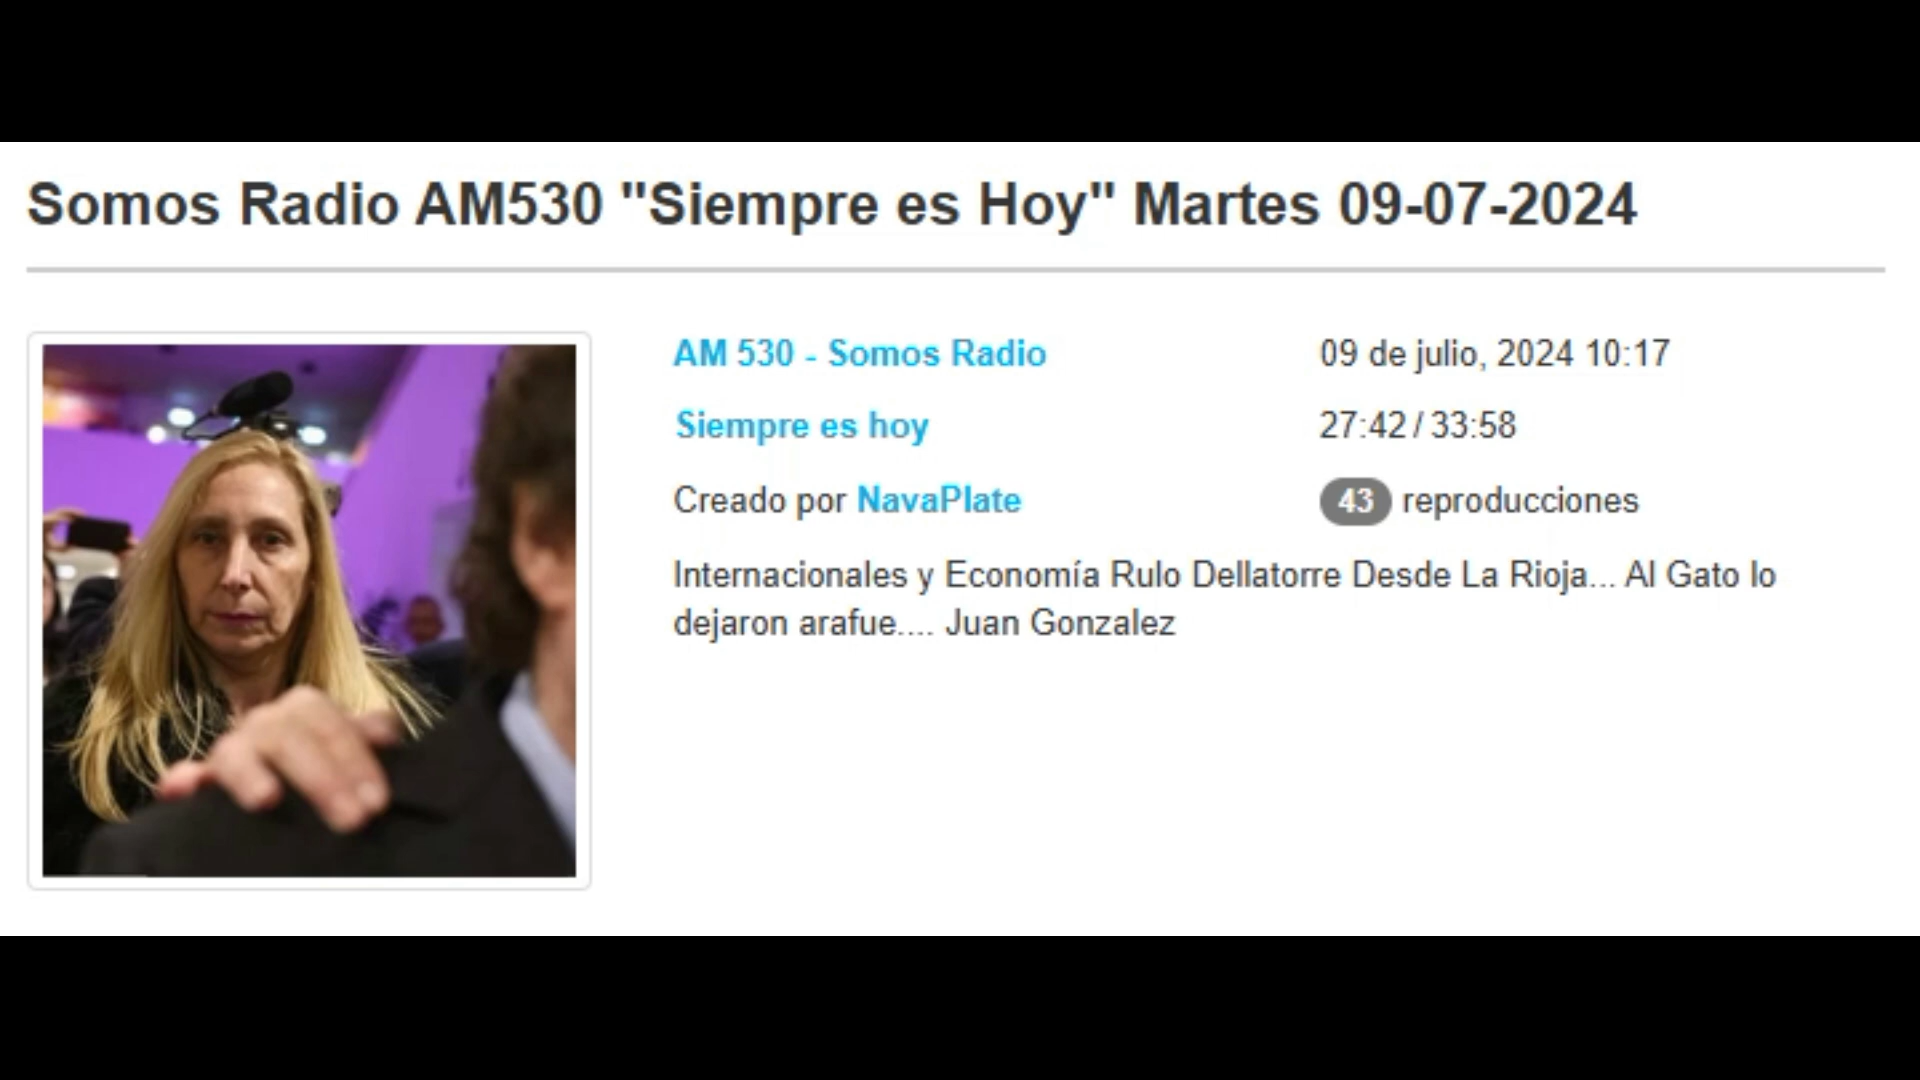 Somos Radio AM530 "Siempre es Hoy" Martes 09-07-2024
AM 530 - Somos Radio
09 de julio, 2024 10:17
Siempre es hoy
27:42 / 33:58
Creado por NavaPlate
43 reproducciones
Internacionales y Economía Rulo Dellatorre Desde La Rioja... Al Gato lo
dejaron arafue.... Juan Gonzalez